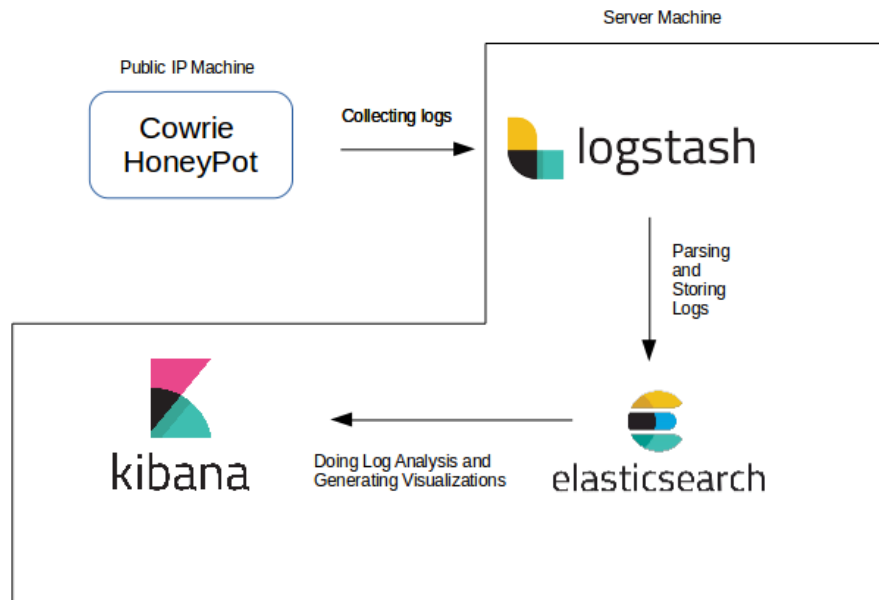 Server Machine
Public IP Machine
Cowrie
HoneyPot
Collecting logs
logstash
Parsing
and
Storing
Logs
kibana
Doing Log Analysis and
Generating Visualizations
elasticsearch